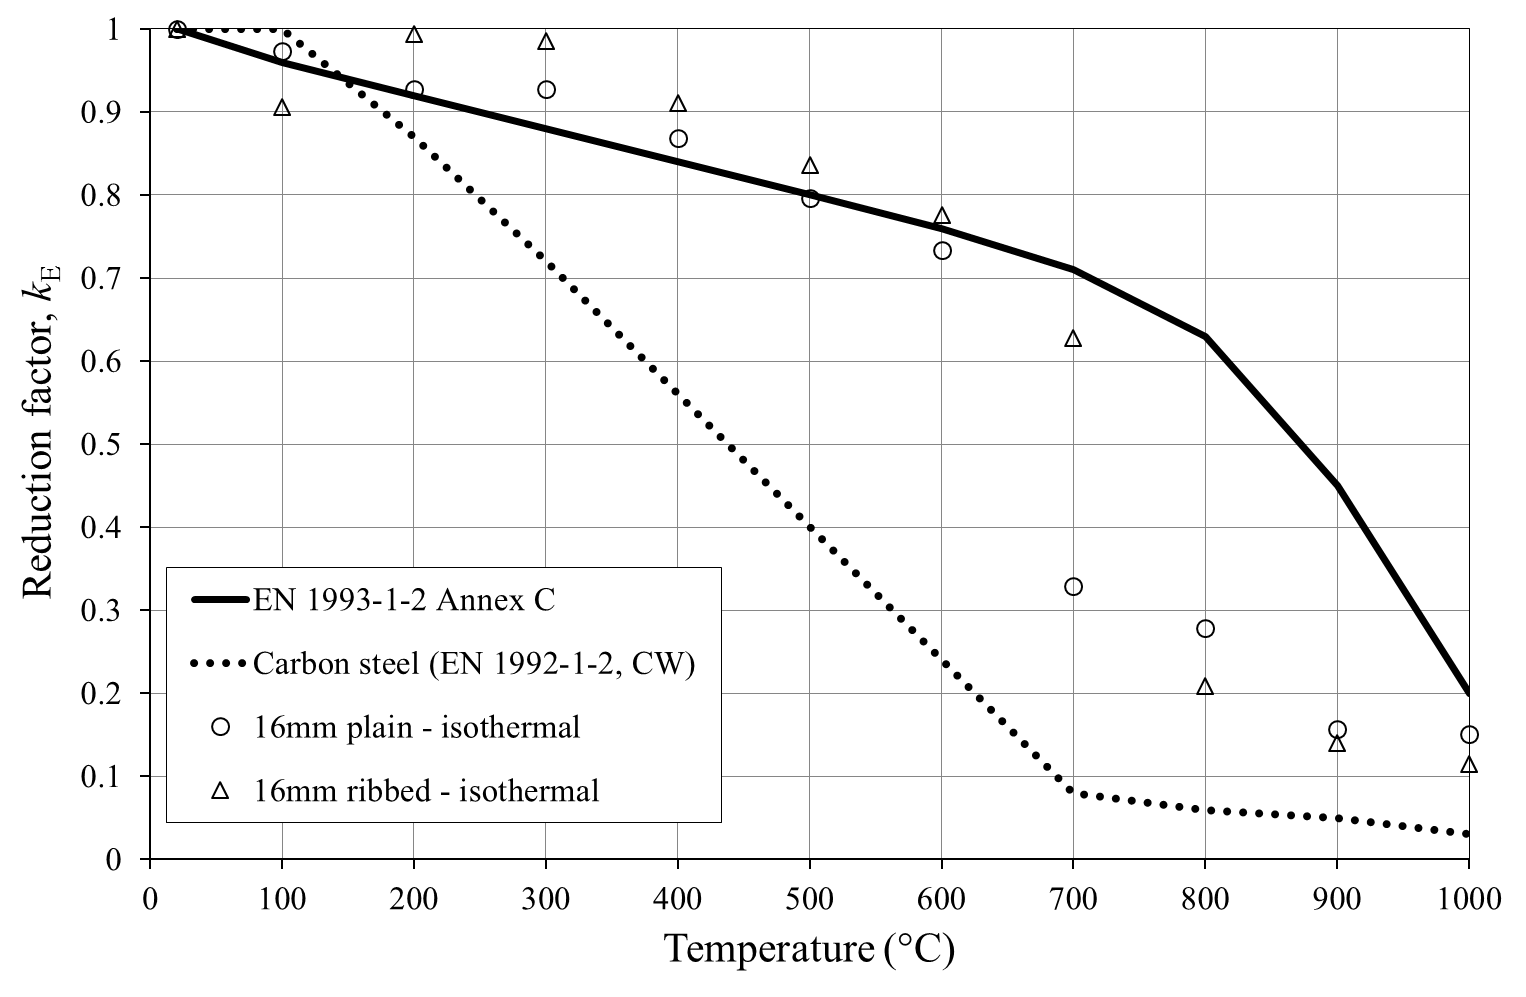 1
0.9
0.8
0.7
0.6
0.5
0.4
0.3
0.2
0.1
0
Reduction factor, kE
EN 1993-1-2 Annex C
Carbon steel (EN 1992-1-2, CW)
16mm plain - isothermal
16mm ribbed - isothermal
0 100 200 300 400 500 600 700 800 900 1000
Temperature (°C)